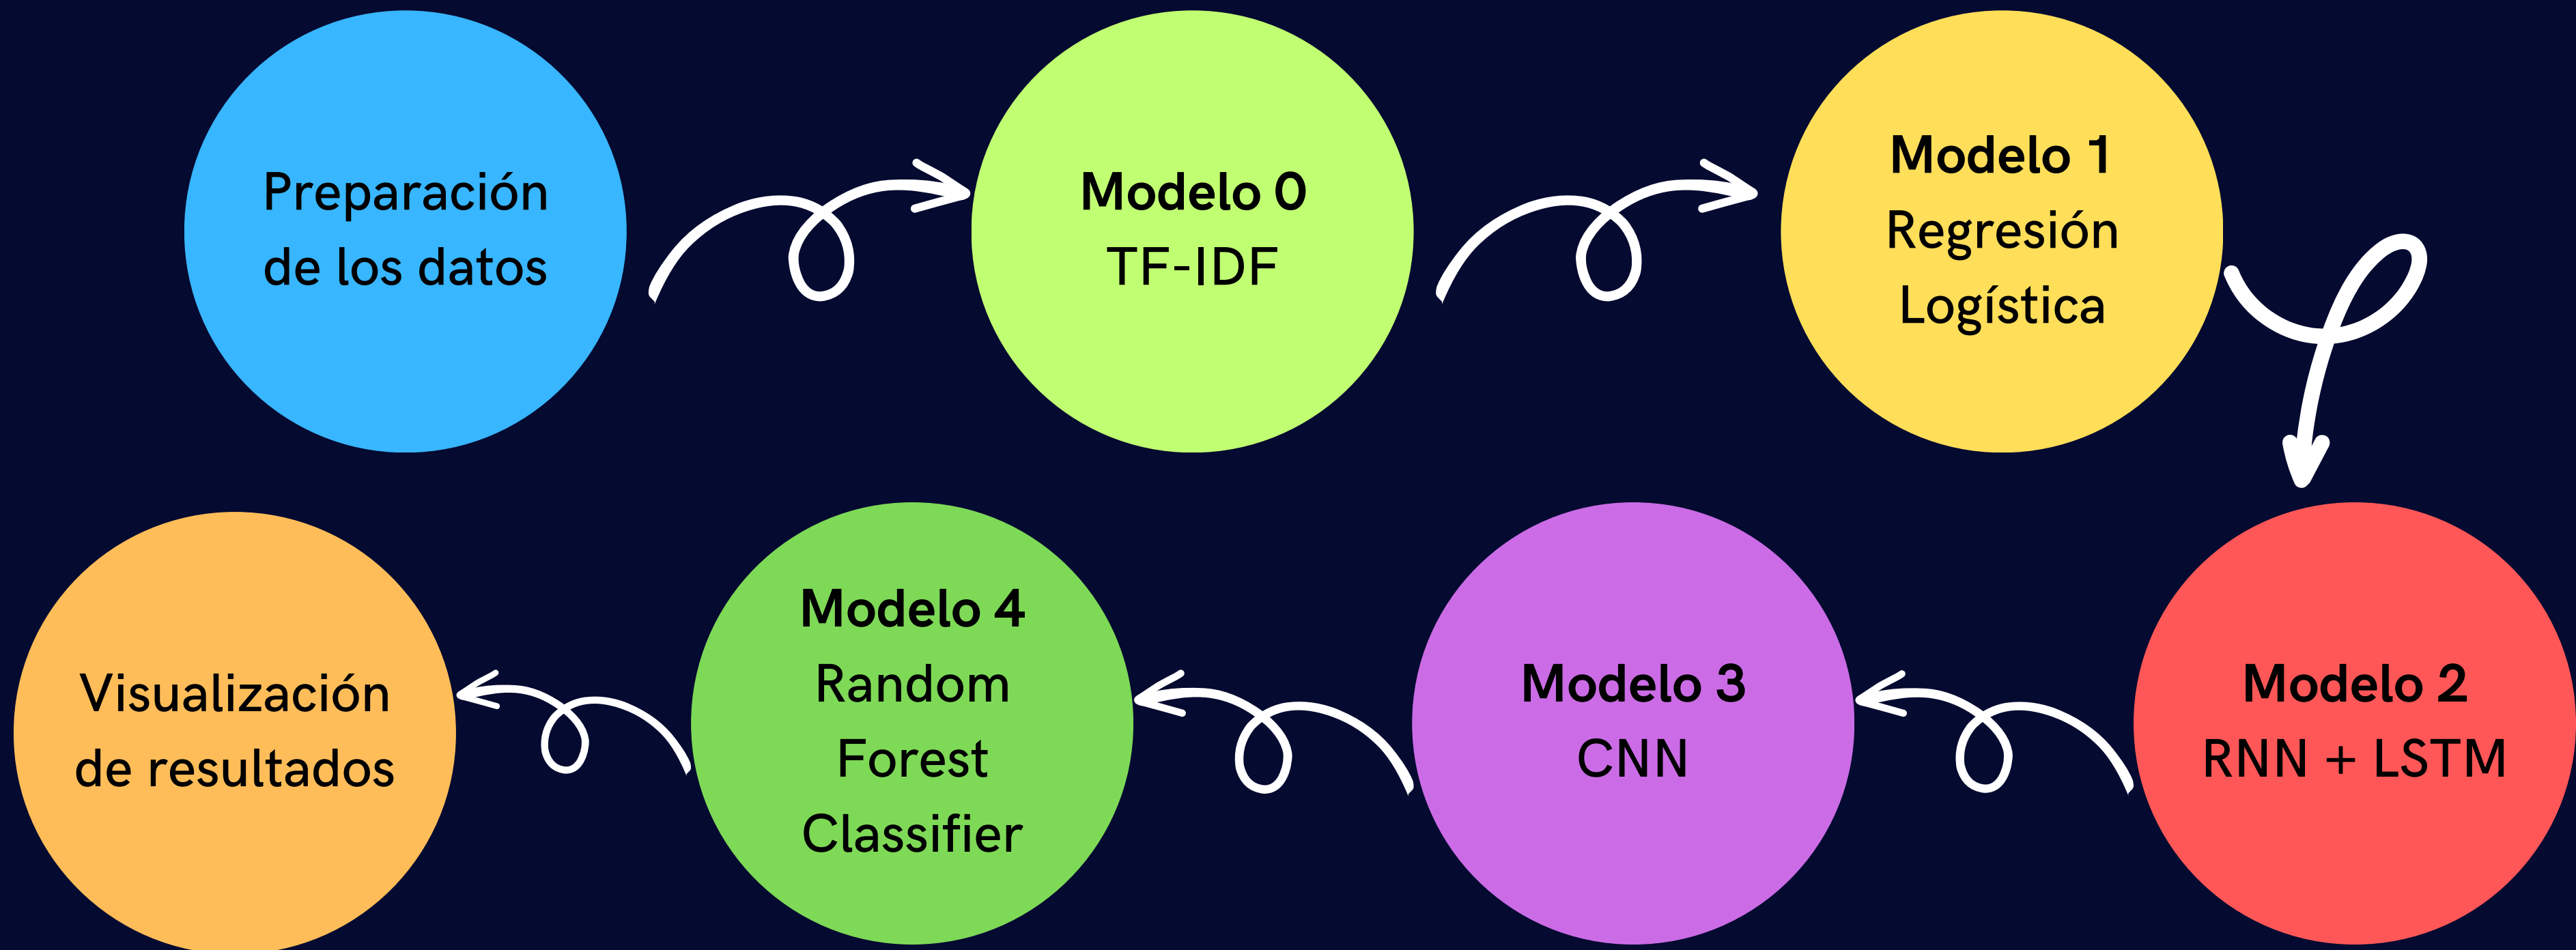 Preparación
de los datos
Modelo 0
TF-IDF
Modelo 1
Regresión
Logística
Modelo 2
RNN + LSTM
Modelo 3
CNN
Modelo 4
Random
Forest
Classifier
Visualización
de resultados